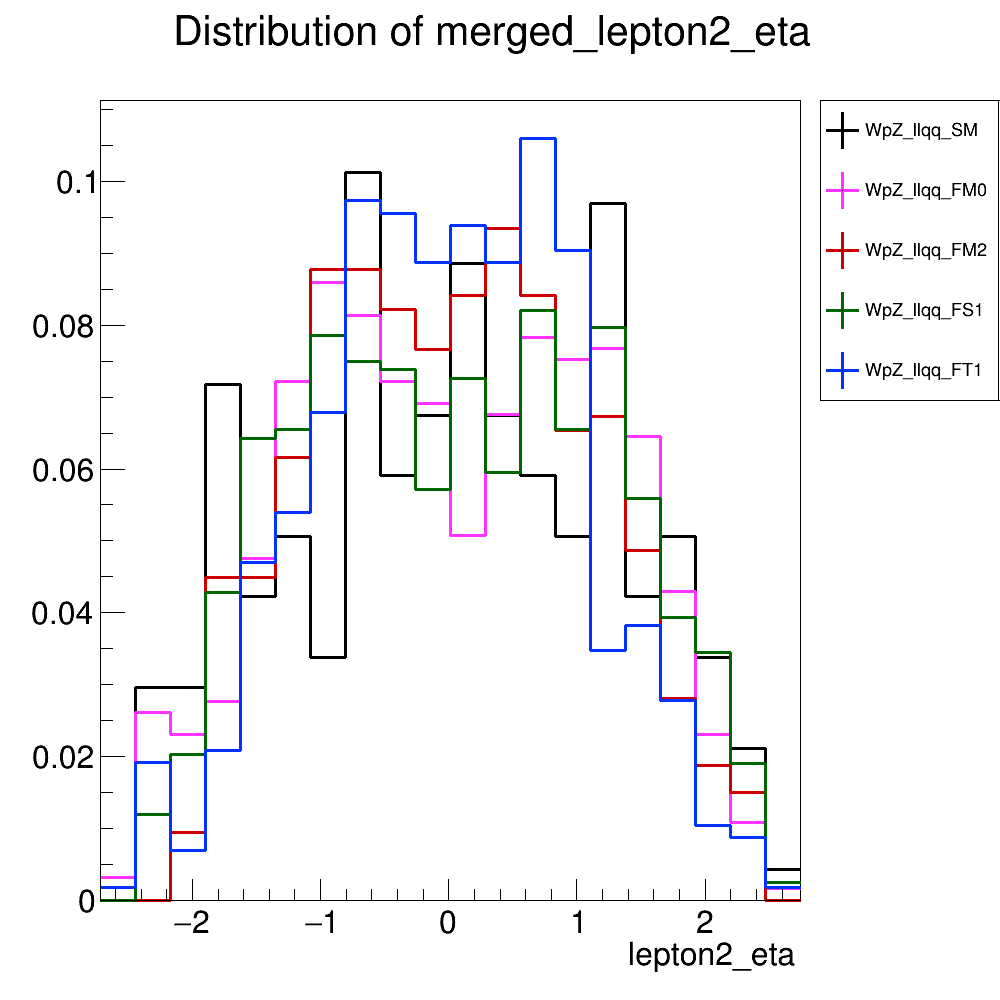 Distribution of merged_lepton2_eta
WpZ_llqq_SM
WpZ_llqq_FM0
WpZ_llqq_FM2
WpZ_llqq_FS1
WpZ_llqq_FT1
0.1
0.08
0.06
0.04
0.02
0
−2 −1 0 1 2
lepton2_eta